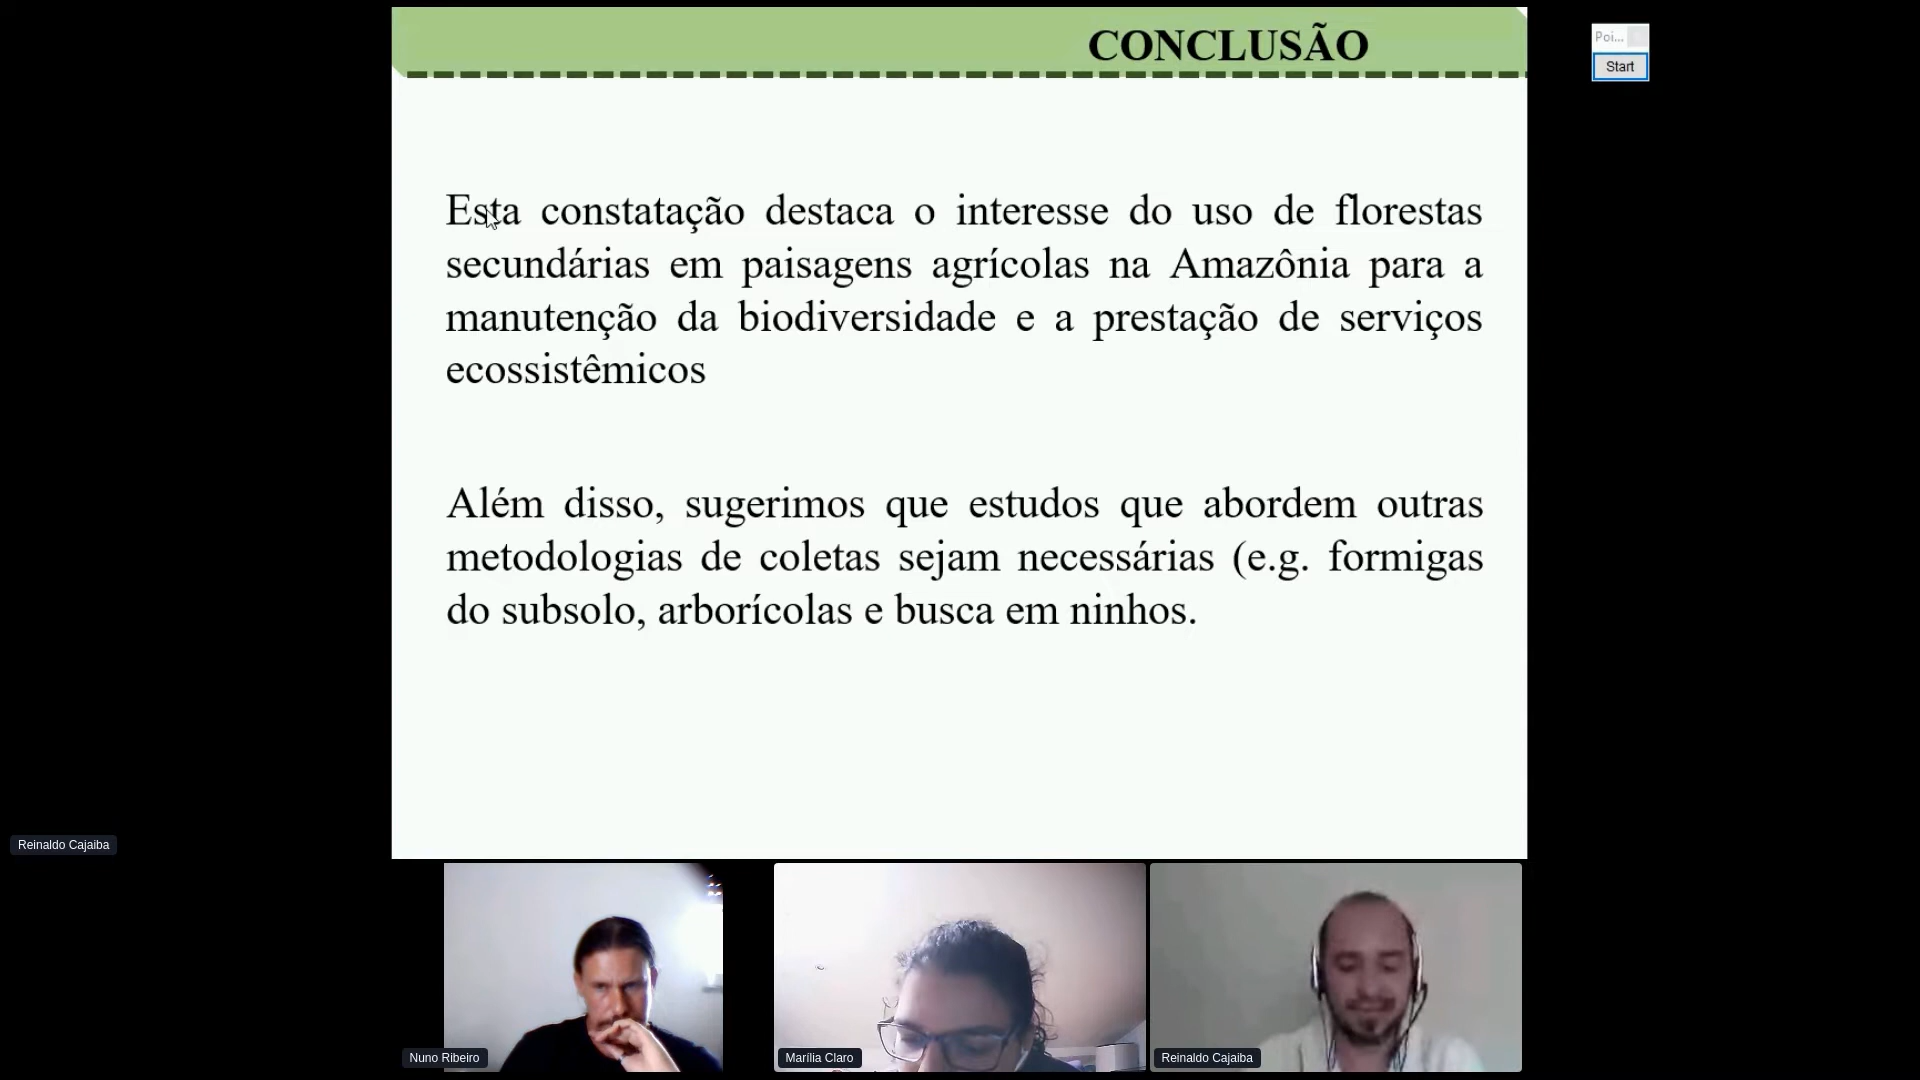 CONCLUSÃO
Poi...
Start
Esta constatação destaca o interesse do uso de florestas
secundárias em paisagens agrícolas na Amazônia para a
manutenção da biodiversidade e a prestação de serviços
ecossistêmicos
Além disso, sugerimos que estudos que abordem outras
metodologias de coletas sejam necessárias (e.g. formigas
do subsolo, arborícolas e busca em ninhos.
Reinaldo Cajaiba
Nuno Ribeiro
Marília Claro
Reinaldo Cajaiba